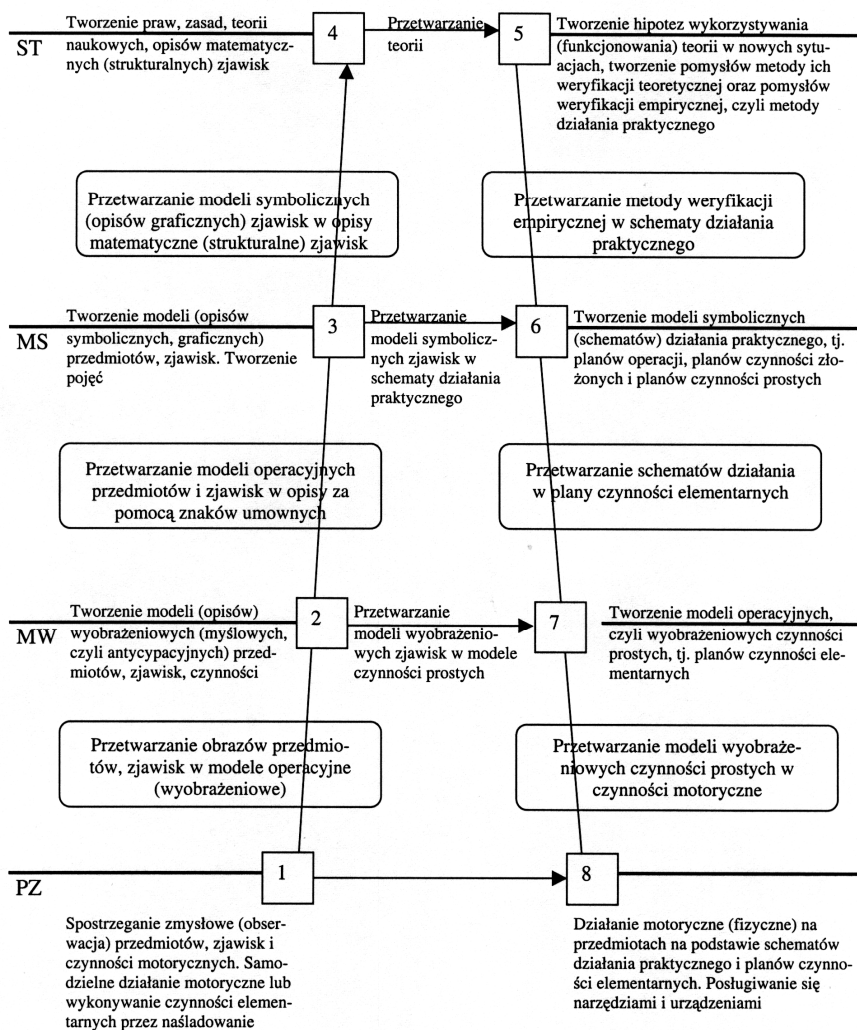 ST
Tworzenie praw, zasad, teorii
naukowych, opisów matematycz-
nych (strukturalnych) zjawisk
4
Przetwarzanie
teorii
5
Tworzenie hipotez wykorzystywania
(funkcjonowania) teorii w nowych sytu-
acjach, tworzenie pomysłów metody ich
weryfikacji teoretycznej oraz pomysłów
weryfikacji empirycznej, czyli metody
działania praktycznego
Przetwarzanie modeli symbolicznych
(opisów graficznych) zjawisk w opisy
matematyczne (strukturalne) zjawisk
Przetwarzanie metody weryfikacji
empirycznej w schematy działania
praktycznego
MS
Tworzenie modeli (opisów
symbolicznych, graficznych)
przedmiotów, zjawisk. Tworzenie
pojęć
3
Przetwarzanie
modeli symbolicz-
nych zjawisk w
schematy działania
praktycznego
6
Tworzenie modeli symbolicznych
(schematów) działania praktycznego, tj.
planów operacji, planów czynności zło-
żonych i planów czynności prostych
Przetwarzanie modeli operacyjnych
przedmiotów i zjawisk w opisy za
pomocą znaków umownych
Przetwarzanie schematów działania
w plany czynności elementarnych
MW
Tworzenie modeli (opisów)
wyobrażeniowych (myślowych,
czyli antycypacyjnych) przed-
miotów, zjawisk, czynności
2
Przetwarzanie
modeli wyobrażenio-
wych zjawisk w modele
czynności prostych
7
Tworzenie modeli operacyjnych,
czyli wyobrażeniowych czynności
prostych, tj. planów czynności ele-
mentarnych
Przetwarzanie obrazów przedmio-
tów, zjawisk w modele operacyjne
(wyobrażeniowe)
Przetwarzanie modeli wyobraże-
niowych czynności prostych w
czynności motoryczne
PZ
1
Spostrzeganie zmysłowe (obser-
wacja) przedmiotów, zjawisk i
czynności motorycznych. Samo-
dzielne działanie motoryczne lub
wykonywanie czynności elemen-
tarnych przez naśladowanie
8
Działanie motoryczne (fizyczne) na
przedmiotach na podstawie schematów
działania praktycznego i planów czynno-
ści elementarnych. Posługiwanie się
narzędziami i urządzeniami